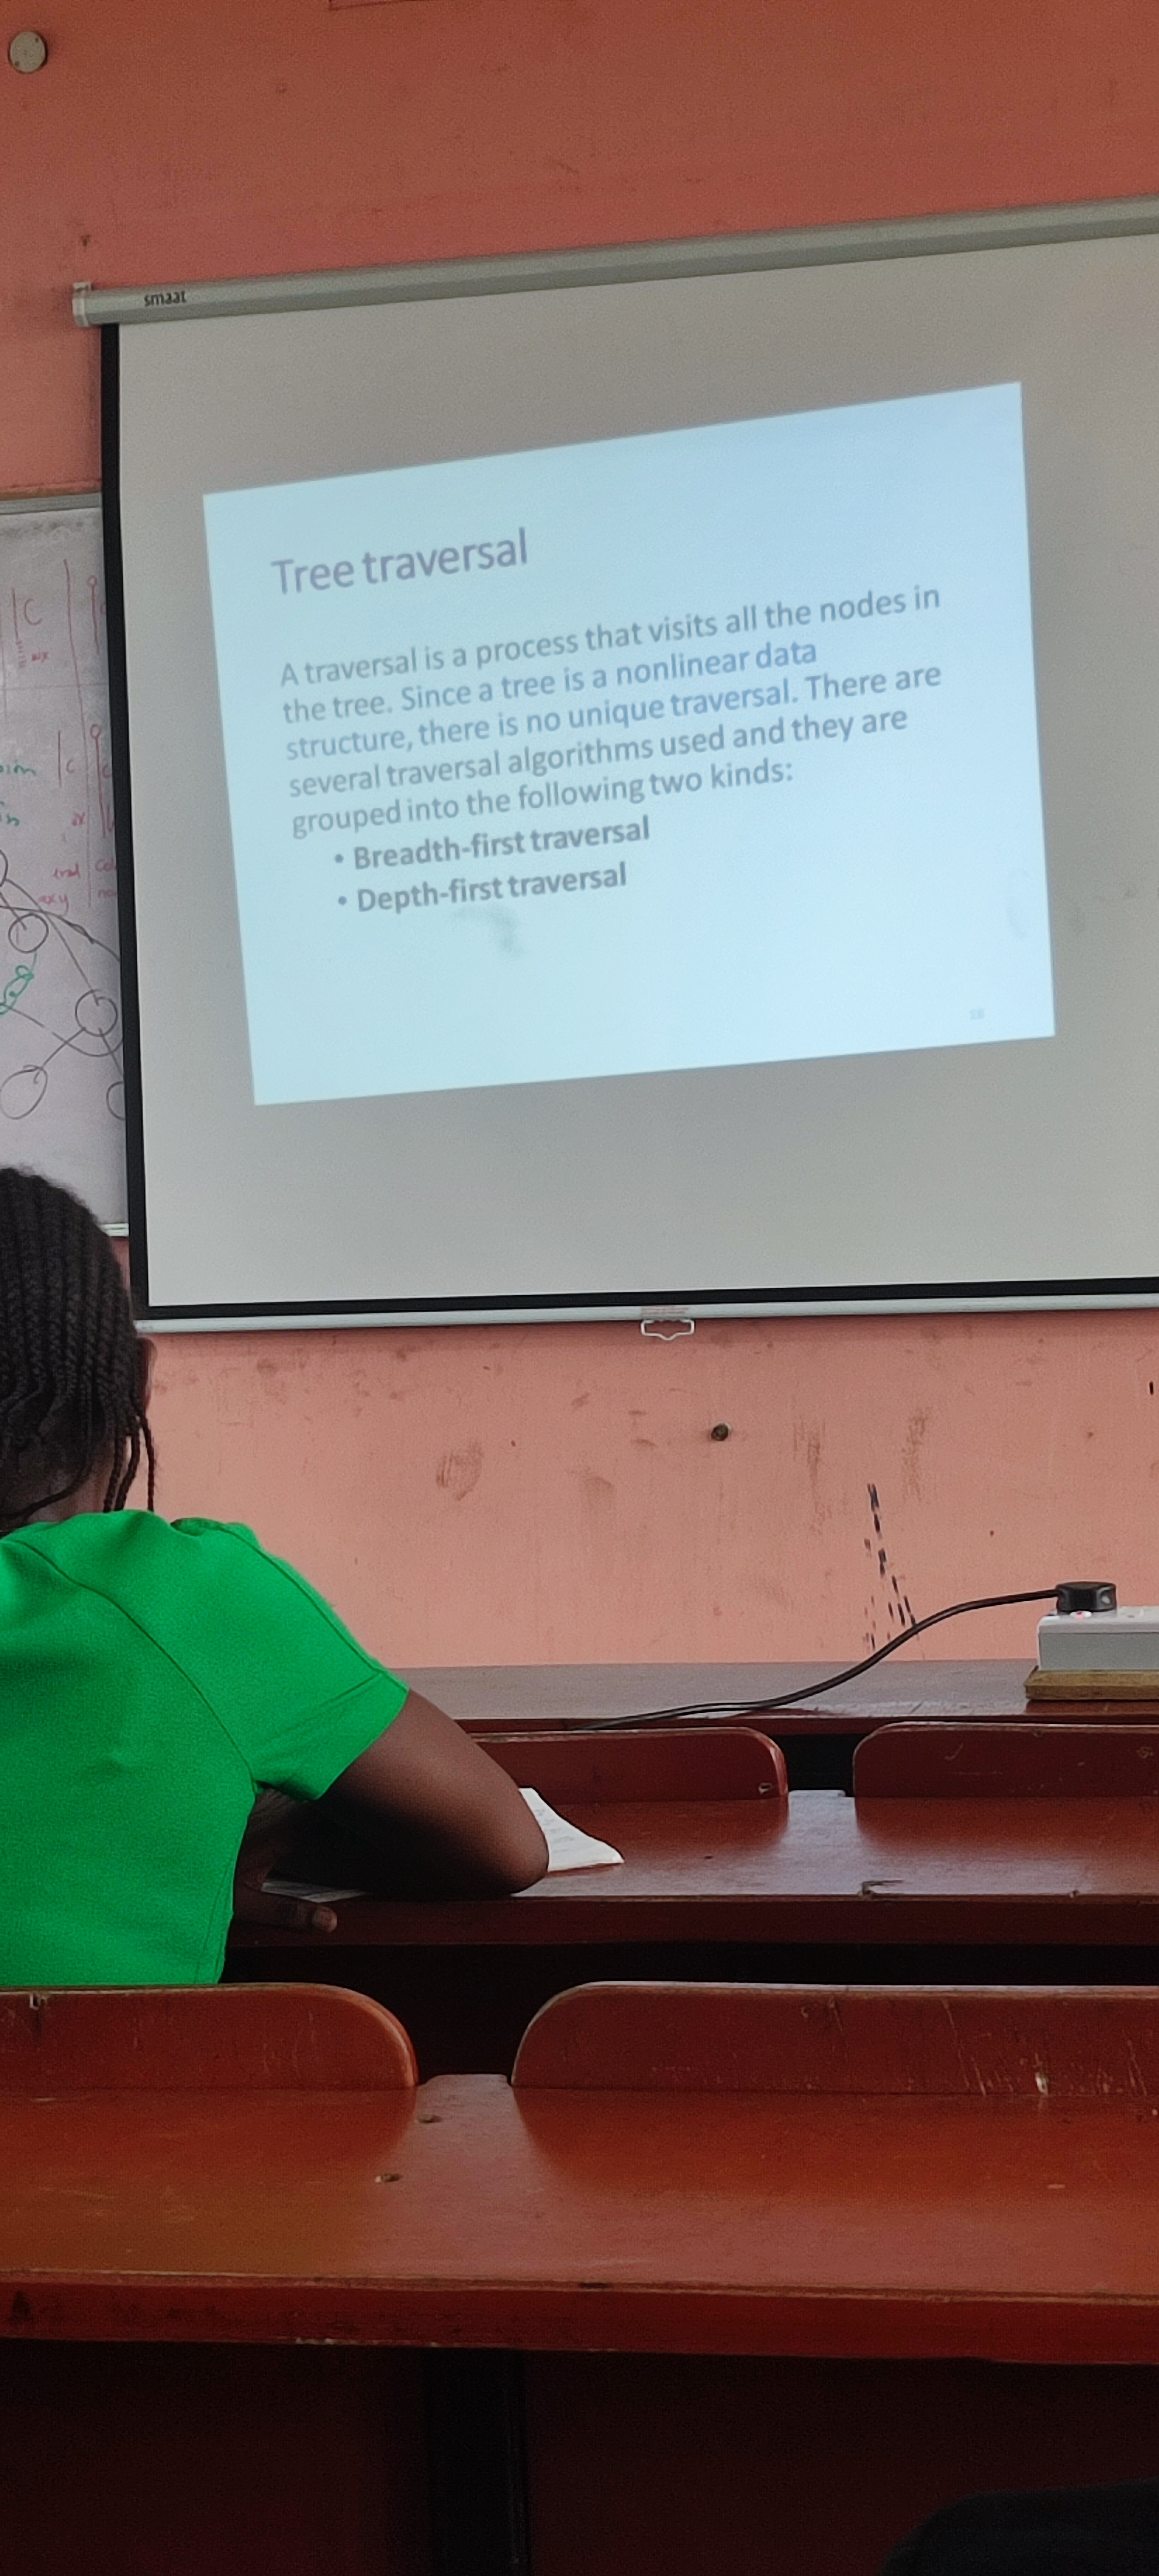 smaat
Tree traversal
A traversal is a process that visits all the nodes in
the tree. Since a tree is a nonlinear data
structure, there is no unique traversal. There are
several traversal algorithms used and they are
grouped into the following two kinds:
• Breadth-first traversal
• Depth-first traversal